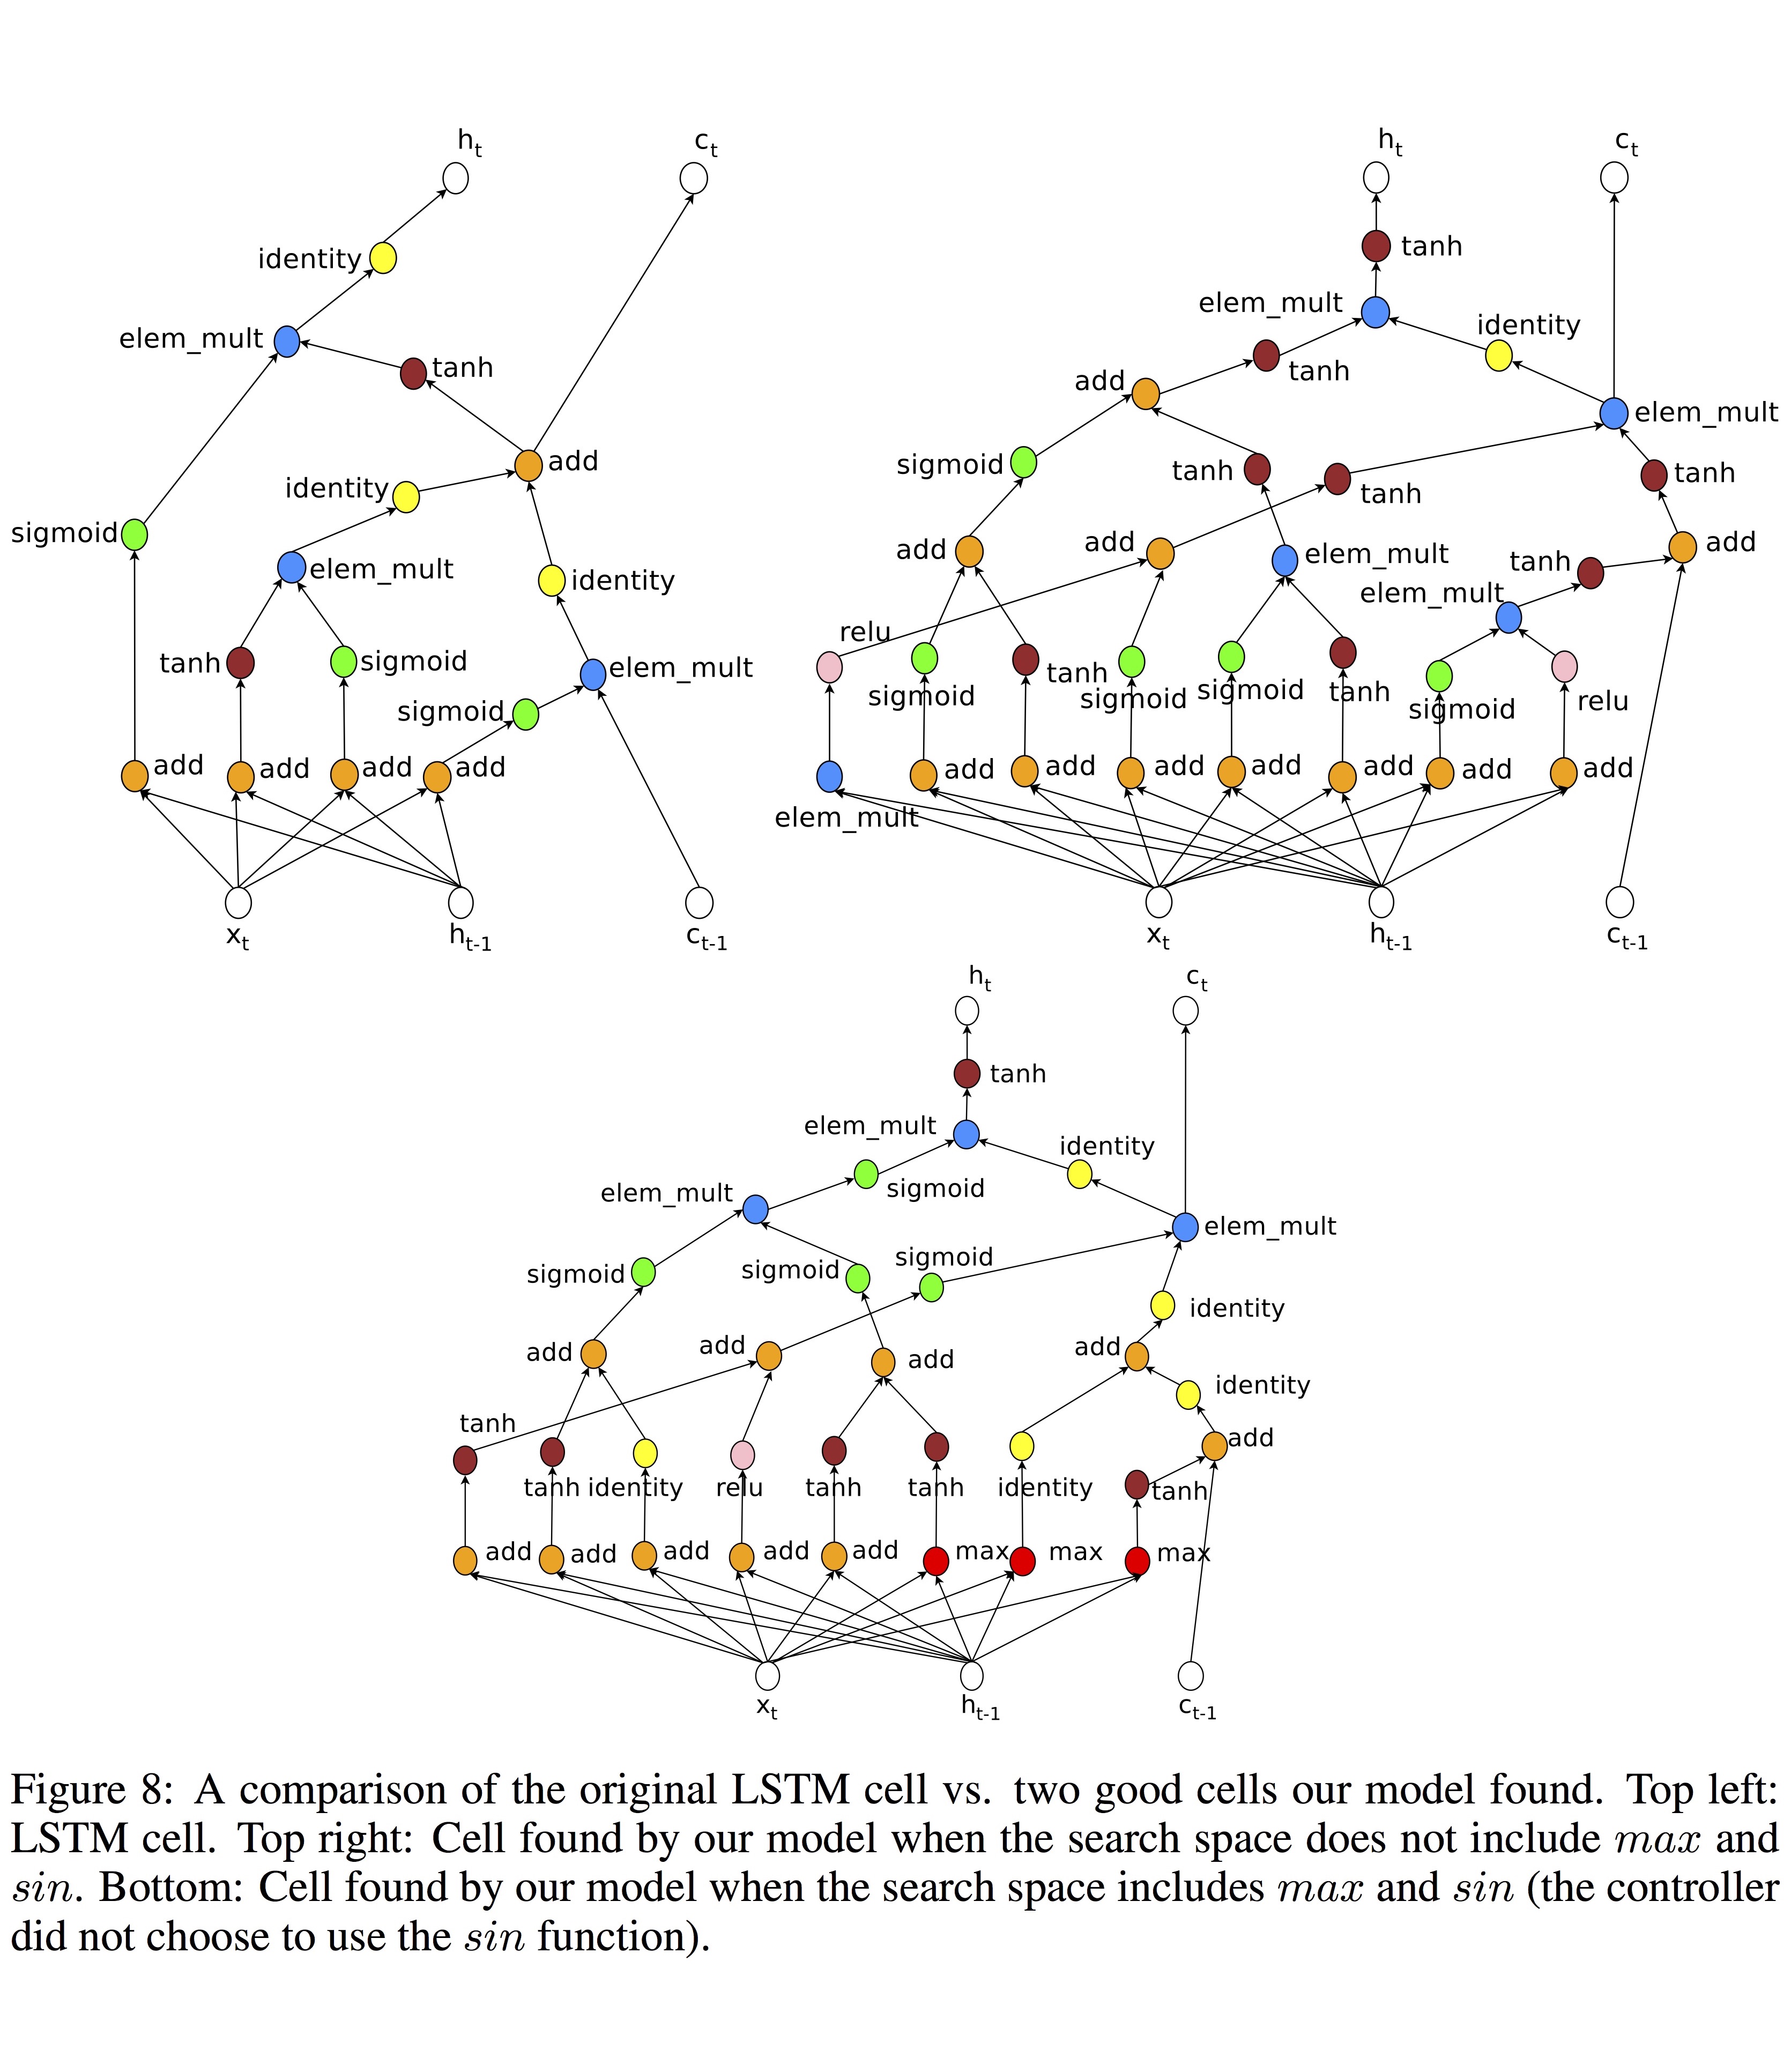 h_t
c_t
identity
elem_mult
tanh
add
identity
sigmoid
elem_mult
identity
tanh
sigmoid
elem_mult
sigmoid
add
add
add
add
x_t
h_t-1
c_t-1
h_t
c_t
tanh
elem_mult
identity
tanh
add
elem_mult
sigmoid
tanh
tanh
tanh
add
add
elem_mult
tanh
add
elem_mult
relu
sigmoid
tanh
sigmoid
sigmoid
tanh
sigmoid
relu
elem_mult
add
add
add
add
add
add
add
x_t
h_t-1
c_t-1
h_t
c_t
tanh
elem_mult
identity
sigmoid
elem_mult
elem_mult
sigmoid
sigmoid
sigmoid
identity
add
add
add
add
identity
tanh
add
tanh
identity
relu
tanh
tanh
identity
tanh
add
add
add
add
add
max
max
max
x_t
h_t-1
c_t-1
Figure 8: A comparison of the original LSTM cell vs. two good cells our model found. Top left:
LSTM cell. Top right: Cell found by our model when the search space does not include max and
sin. Bottom: Cell found by our model when the search space includes max and sin (the controller
did not choose to use the sin function).